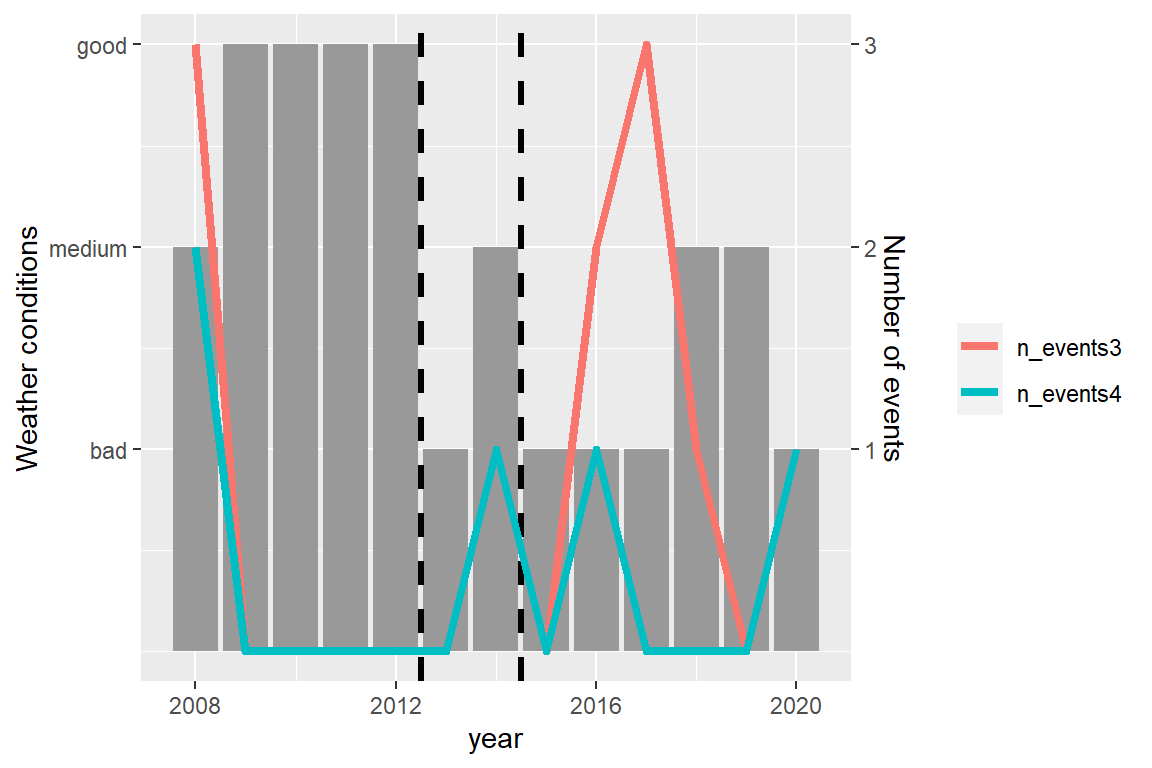 good
medium
bad
Weather conditions
3
2
1
Number of events
2008
2012
2016
2020
year
n_events3
n_events4